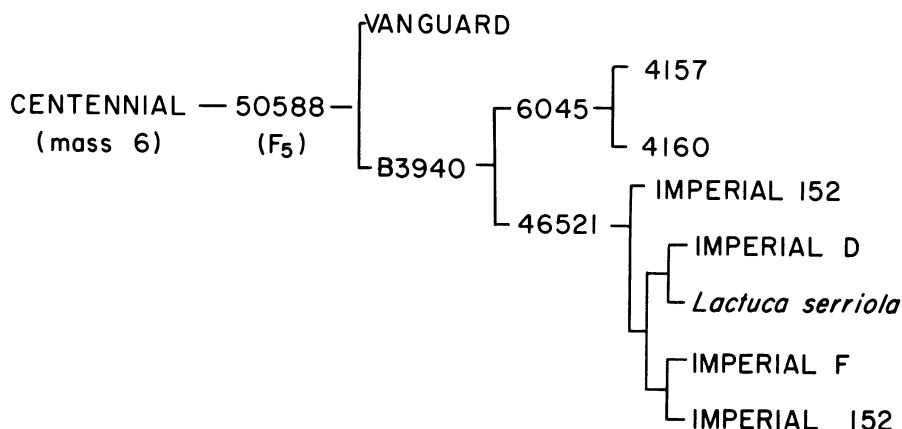 VANGUARD
4157
CENTENNIAL — 50588
(mass 6) (F5)
6045
4160
B3940
IMPERIAL 152
46521
IMPERIAL D
Lactuca serriola
IMPERIAL F
IMPERIAL 152